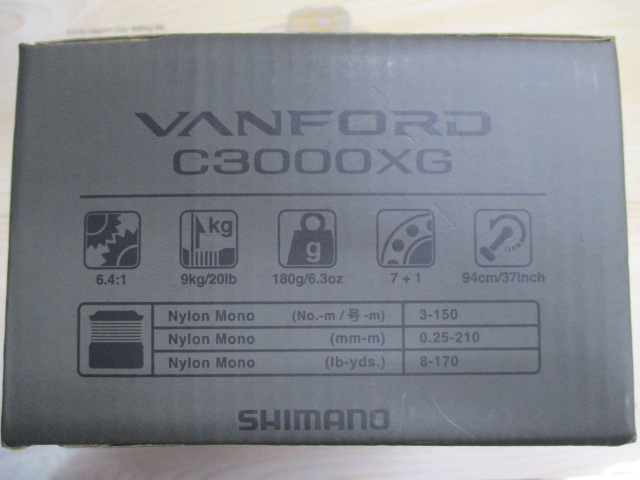 VANFORD
C3000XG
kg
g
6.4:1 9kg/20lb 180g/6.3oz 7 + 1 94cm/37inch
Nylon Mono (No.-m / 号 -m) 3-150
Nylon Mono (mm-m) 0.25-210
Nylon Mono (lb-yds.) 8-170
SHIMANO